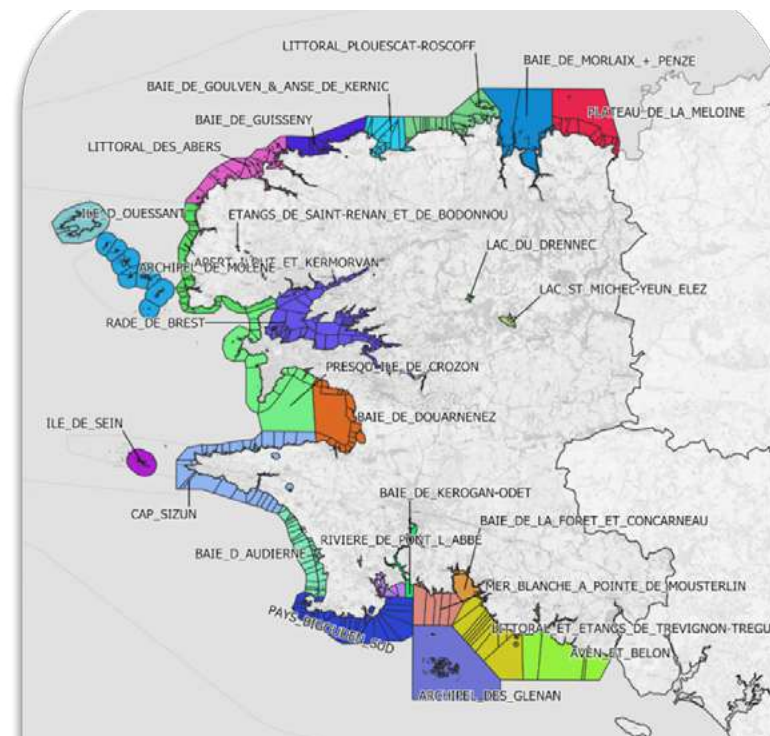 LITTORAL_PLOUESCAT-ROSCOFF
BAIE_DE_MORLAIX_+_PENZE
BAIE_DE_GOULVEN_&_ANSE_DE_KERNIC
PLATEAU_DE_LA_MELOINE
BAIE_DE_GUISSENY
LITTORAL_DES_ABERS
ILE_D_OUESSANT
ETANGS_DE_SAINT-RENAN_ET_DE_BODONNOU
ET_KERMORVAN
ARCHIPEL_DE_MOLENE
LAC_DU_DRENNEC
LAC_ST_MICHEL-YEUN_ELEZ
RADE_DE_BREST
PRESQU_ILE_DE_CROZON
BAIE_DE_DOUARNENEZ
ILE_DE_SEIN
CAP_SIZUN
BAIE_DE_KEROGAN-ODET
BAIE_DE_LA_FORET_ET_CONCARNEAU
RIVIERE_DE_PONT_L_ABBE
BAIE_D_AUDIERNE
MER_BLANCHE_A_POINTE_DE_MOUSTERLIN
PAYS_BIGOUDEN_SUD
LITTORAL_ET_ETANGS_DE_TREVIGNON-TREGU
AVEN_ET_BELON
ARCHIPEL_DES_GLENAN